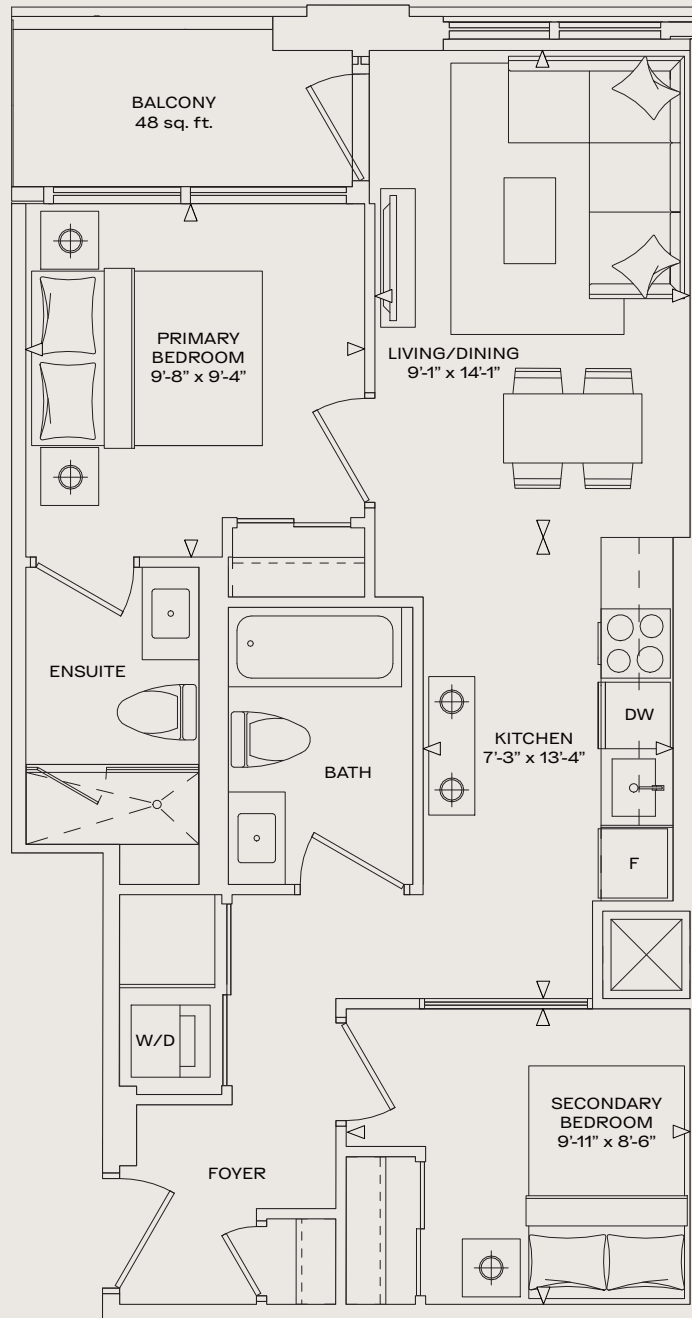 BALCONY
48 sq. ft.
PRIMARY
BEDROOM
9'-8" x 9'-4"
LIVING/DINING
9'-1" x 14'-1"
ENSUITE
BATH
KITCHEN
7'-3" x 13'-4"
DW
F
W/D
FOYER
SECONDARY
BEDROOM
9'-11" x 8'-6"